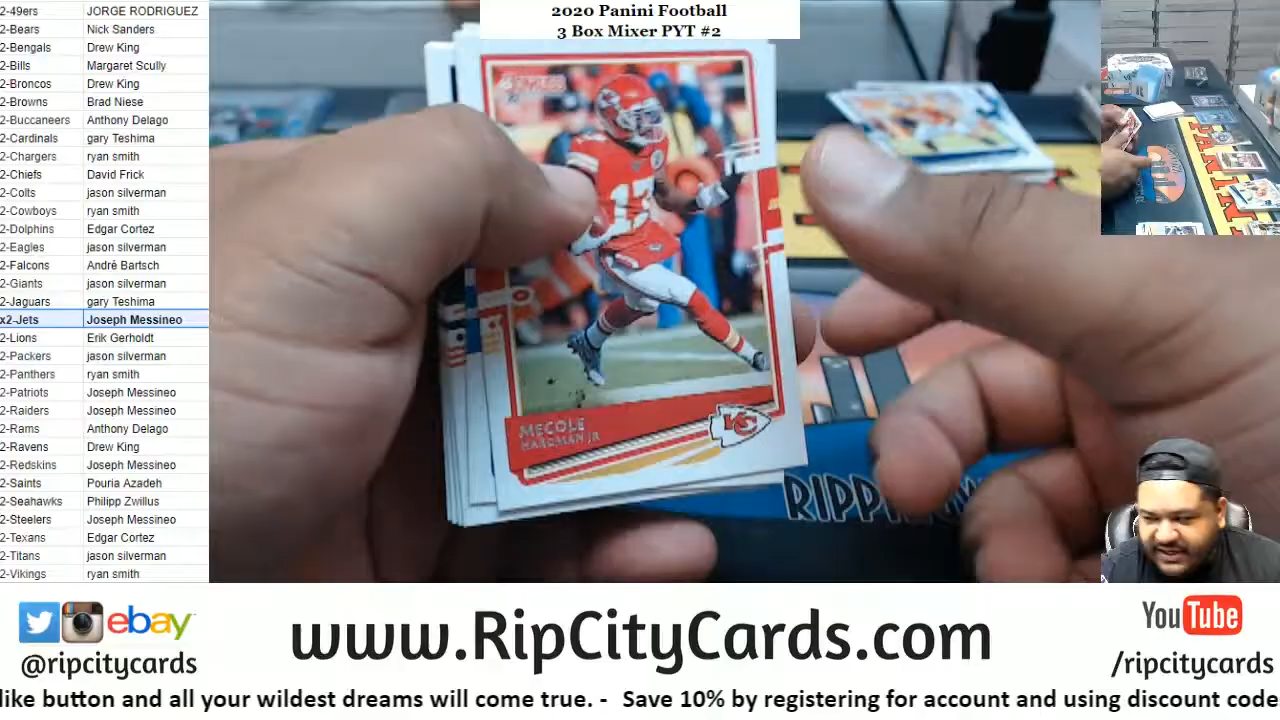 2020 Panini Football
3 Box Mixer PYT #2
2-49ers JORGE RODRIGUEZ
2-Bears Nick Sanders
2-Bengals Drew King
2-Bills Margaret Scully
2-Broncos Drew King
2-Browns Brad Niese
2-Buccaneers Anthony Delago
2-Cardinals gary Teshima
2-Chargers ryan smith
2-Chiefs David Frick
2-Colts jason silverman
2-Cowboys ryan smith
2-Dolphins Edgar Cortez
2-Eagles jason silverman
2-Falcons André Bartsch
2-Giants jason silverman
2-Jaguars gary Teshima
x2-Jets Joseph Messineo
2-Lions Erik Gerholdt
2-Packers jason silverman
2-Panthers ryan smith
2-Patriots Joseph Messineo
2-Raiders Joseph Messineo
2-Rams Anthony Delago
2-Ravens Drew King
2-Redskins Joseph Messineo
2-Saints Pouria Azadeh
2-Seahawks Philipp Zwillus
2-Steelers Joseph Messineo
2-Texans Edgar Cortez
2-Titans jason silverman
2-Vikings ryan smith
17
MECOLE
HARDMAN JR
KC
ebay
@ripcitycards
www.RipCityCards.com
YouTube
/ripcitycards
like button and all your wildest dreams will come true. - Save 10% by registering for account and using discount code